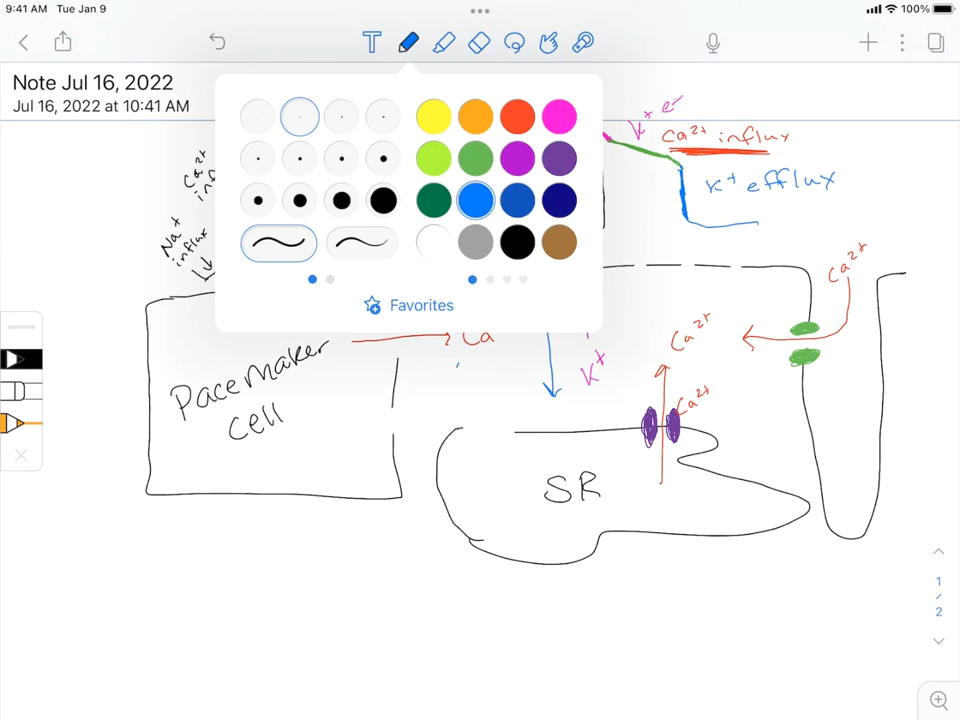 9:41 AM Tue Jan 9
100%
T
Note Jul 16, 2022
Jul 16, 2022 at 10:41 AM
K+
Ca2+ influx
K+ efflux
Ca2+
Na+
influx
Favorites
Ca2+
Ca
Ca2+
K+
Pacemaker
cell
Ca2+
SR
1
/
2